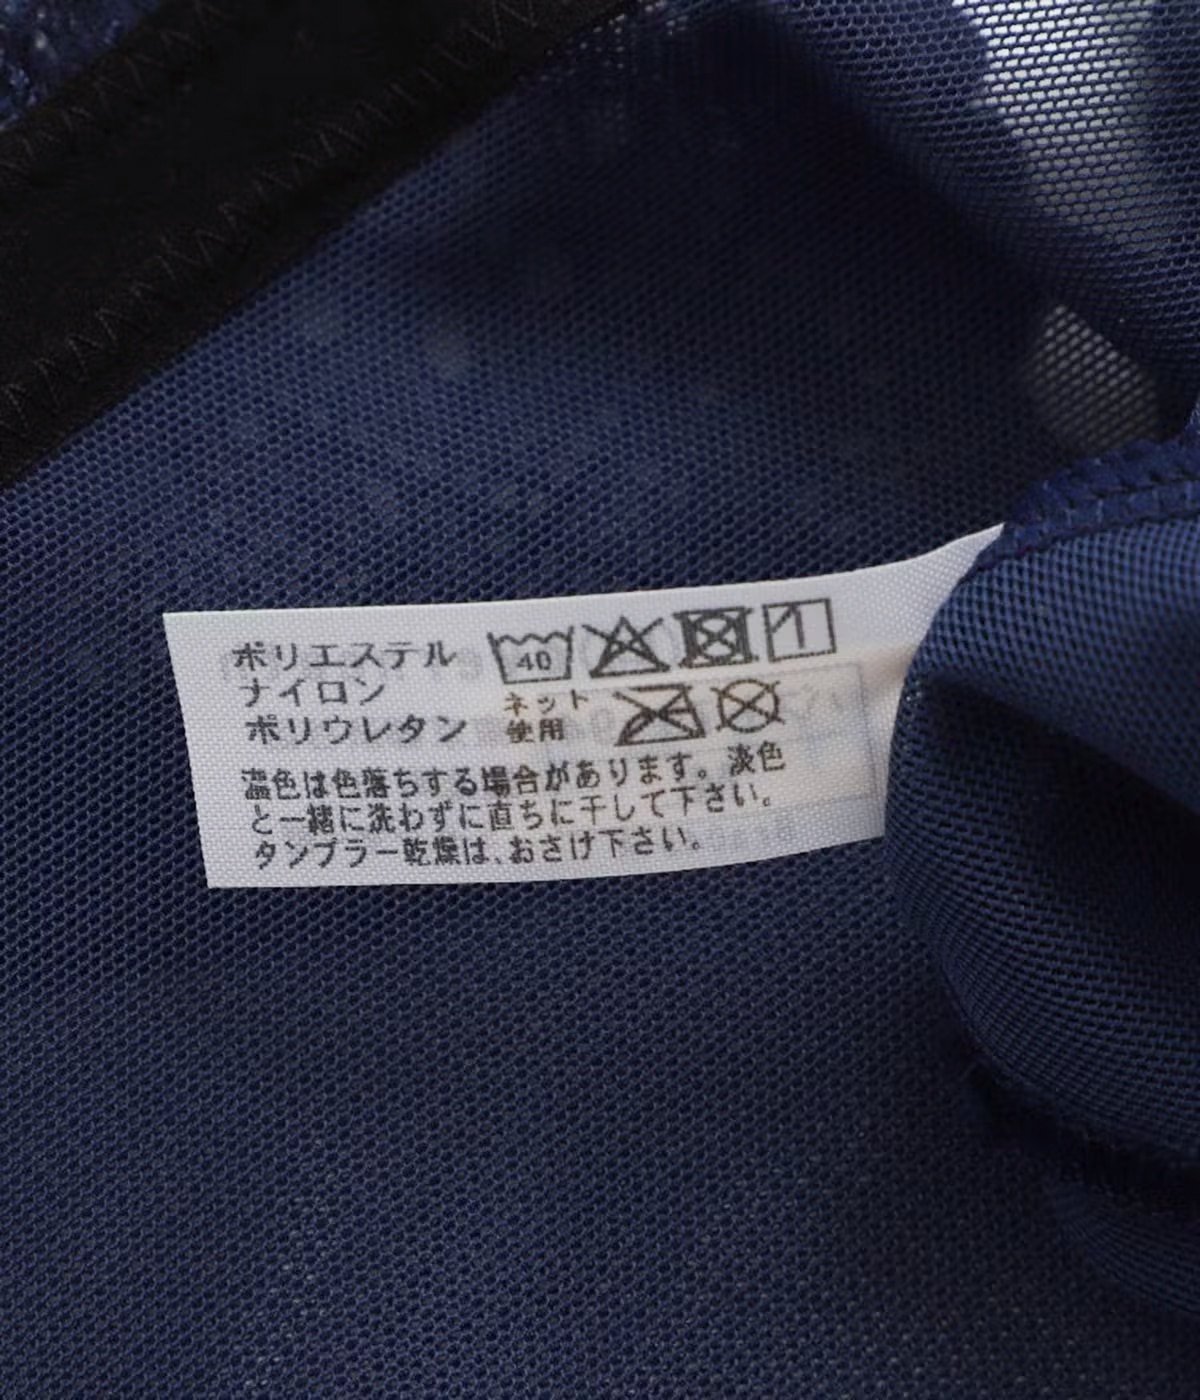 ポリエステル
ナイロン
ポリウレタン
40
ネット
使用
濃色は色落ちする場合があります。淡色
と一緒に洗わずに直ちに干して下さい。
タンブラー乾燥は、おさけ下さい。